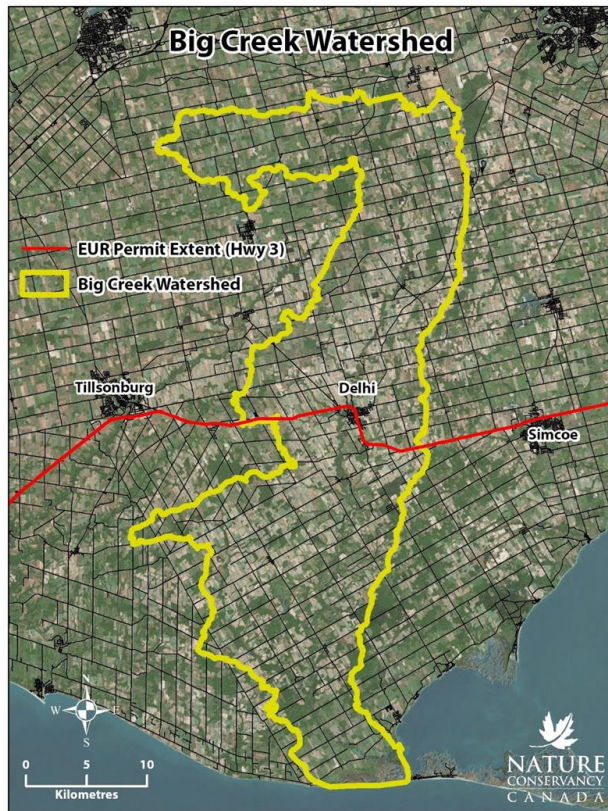 Big Creek Watershed
EUR Permit Extent (Hwy 3)
Big Creek Watershed
Tillsonburg
Delhi
Simcoe
N
W E
S
0 5 10
Kilometres
NATURE
CONSERVANCY
CANADA